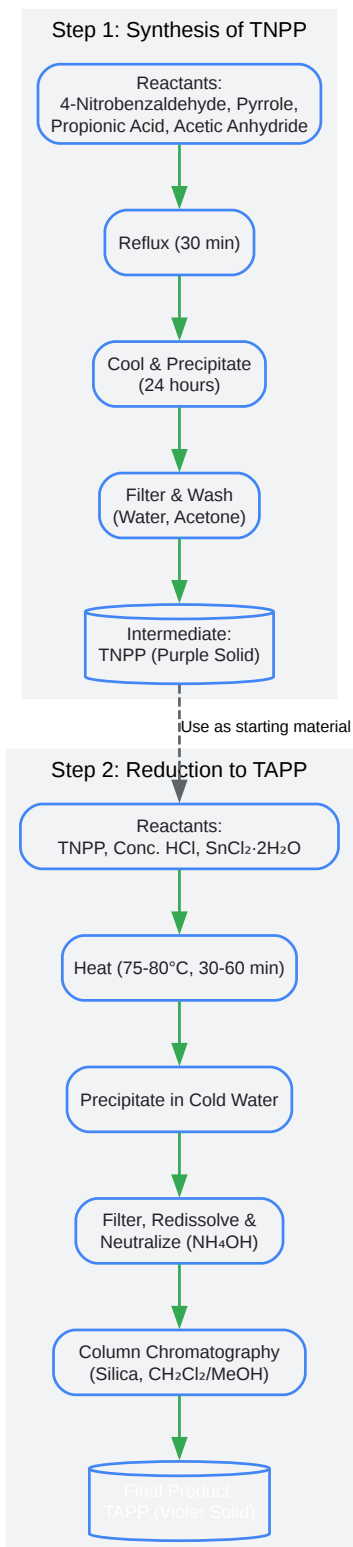 Step 1: Synthesis of TNPP
Reactants:
4-Nitrobenzaldehyde, Pyrrole,
Propionic Acid, Acetic Anhydride
Reflux (30 min)
Cool & Precipitate
(24 hours)
Filter & Wash
(Water, Acetone)
Intermediate:
TNPP (Purple Solid)
Use as starting material
Step 2: Reduction to TAPP
Reactants:
TNPP, Conc. HCl, SnCl₂·2H₂O
Heat (75-80°C, 30-60 min)
Precipitate in Cold Water
Filter, Redissolve &
Neutralize (NH₄OH)
Column Chromatography
(Silica, CH₂Cl₂/MeOH)
Final Product:
TAPP (Violet Solid)